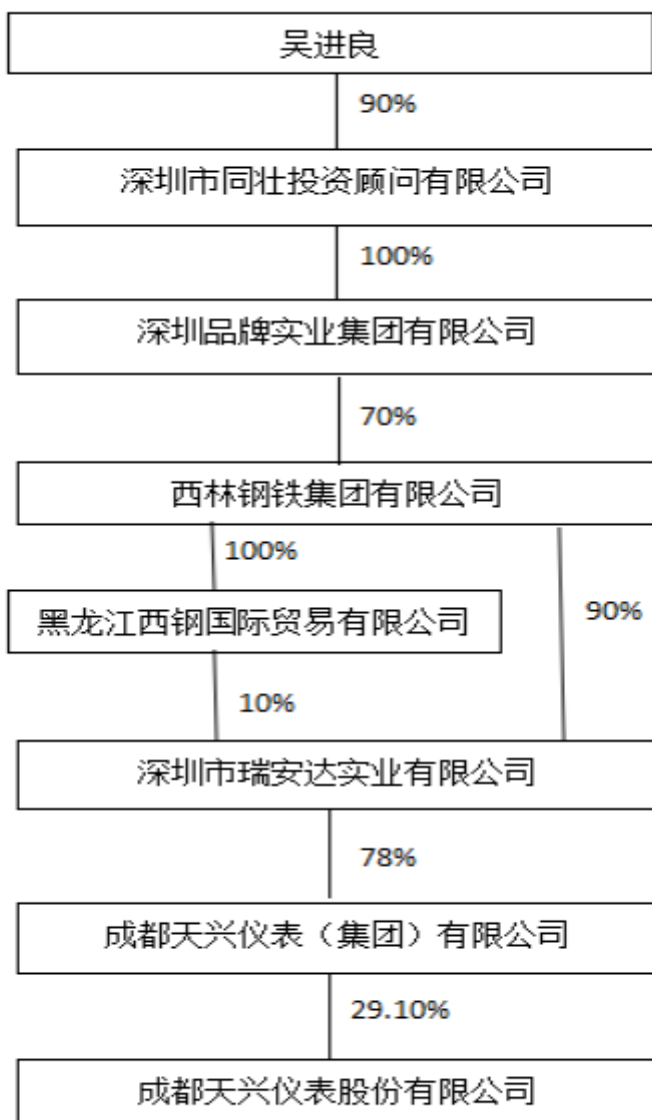 吴进良
90%
深圳市同壮投资顾问有限公司
100%
深圳品牌实业集团有限公司
70%
西林钢铁集团有限公司
100%
黑龙江西钢国际贸易有限公司
90%
10%
深圳市瑞安达实业有限公司
78%
成都天兴仪表（集团）有限公司
29.10%
成都天兴仪表股份有限公司